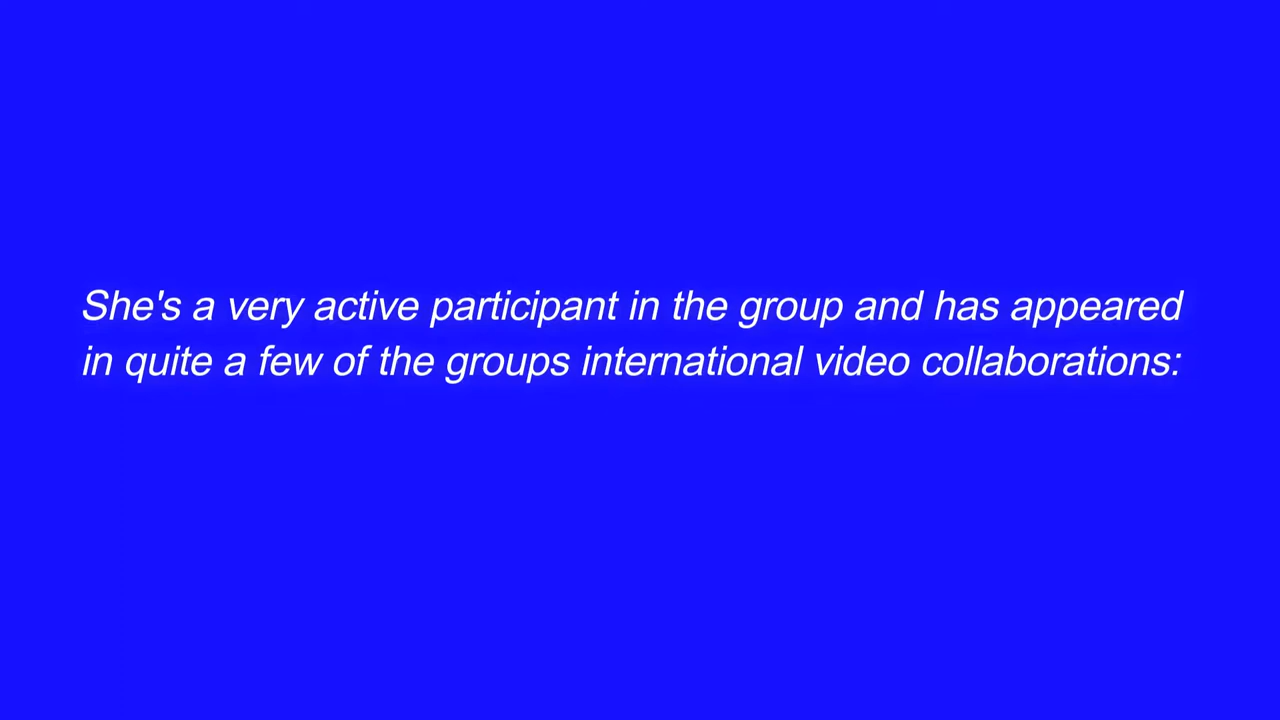 She's a very active participant in the group and has appeared
in quite a few of the groups international video collaborations: